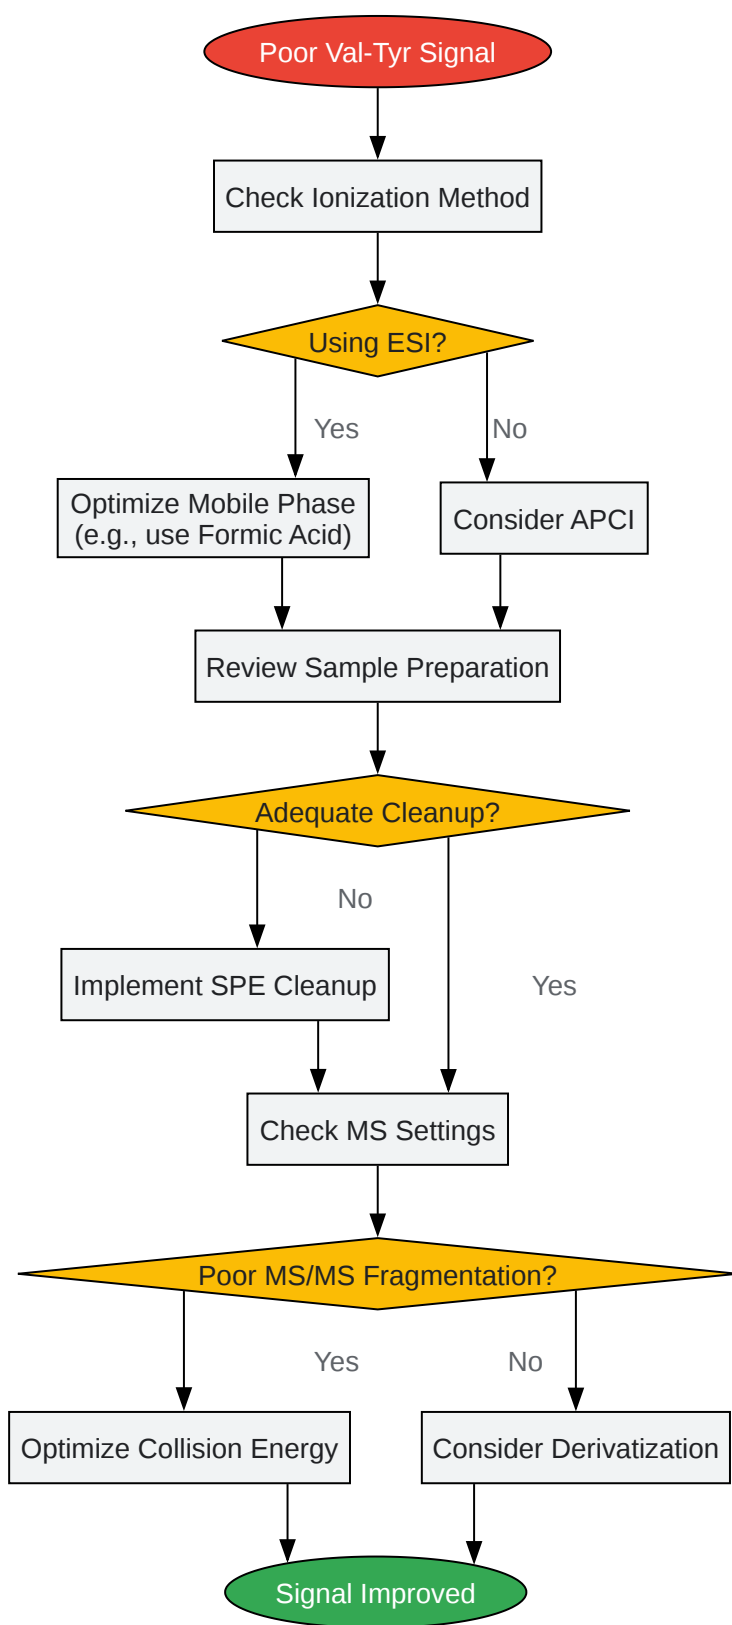 Poor Val-Tyr Signal
Check Ionization Method
Using ESI?
Yes
No
Optimize Mobile Phase
(e.g., use Formic Acid)
Consider APCI
Review Sample Preparation
Adequate Cleanup?
No
Implement SPE Cleanup
Yes
Check MS Settings
Poor MS/MS Fragmentation?
Yes
No
Optimize Collision Energy
Consider Derivatization
Signal Improved